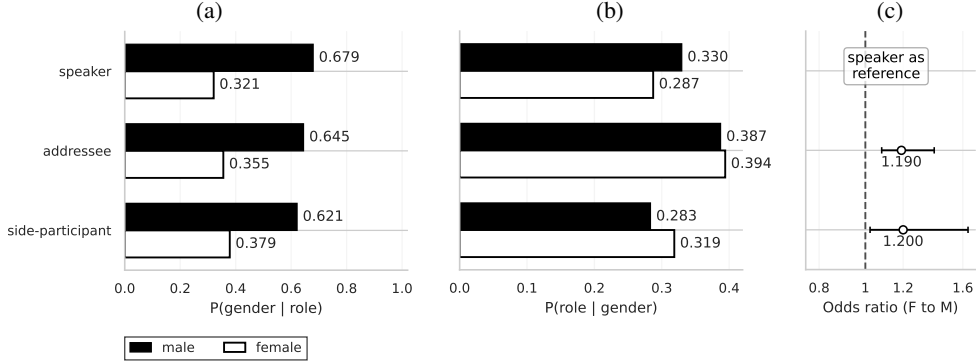 (a)
(b)
(c)
speaker
addressee
side-participant
0.679
0.321
0.645
0.355
0.621
0.379
0.0 0.2 0.4 0.6 0.8 1.0
P(gender | role)
male female
0.330
0.287
0.387
0.394
0.283
0.319
0.0 0.1 0.2 0.3 0.4
P(role | gender)
speaker as
reference
1.190
1.200
0.8 1 1.2 1.6
Odds ratio (F to M)